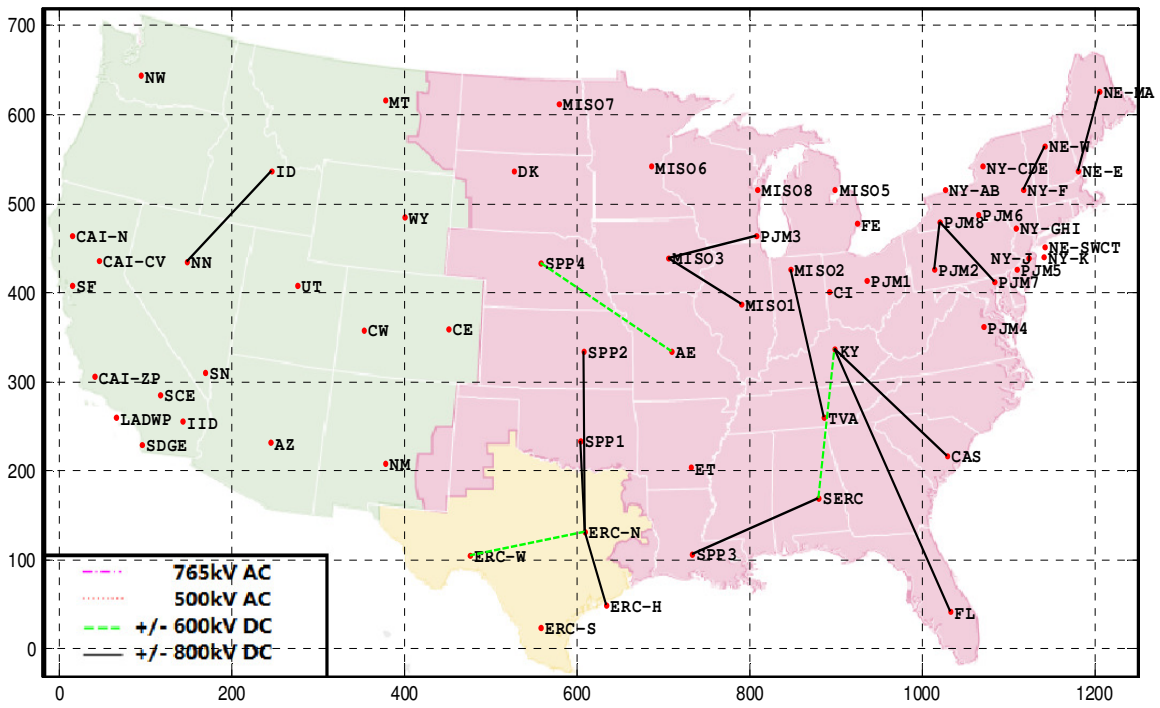 700
600
500
400
300
200
100
0
NW
MT
MISO7
NE-MA
ID
DK
MISO6
NY-CDE
NE-W
NE-E
WY
MISO8
MISO5
NY-AB
NY-F
CAI-N
FE
PJM8
PJM6
NY-GHI
CAI-CV
NN
SPP4
MISO3
PJM3
MISO2
PJM2
NY-J
NE-SWCT
NY-K
PJM5
SF
UT
MISO1
CI
PJM1
PJM7
CW
CE
SPP2
AE
KY
PJM4
CAI-ZP
SN
SCE
LADWP
IID
TVA
SDGE
AZ
NM
SPP1
ET
CAS
SERC
ERC-N
ERC-W
SPP3
ERC-H
ERC-S
FL
765kV AC
500kV AC
+/- 600kV DC
+/- 800kV DC
0
200
400
600
800
1000
1200